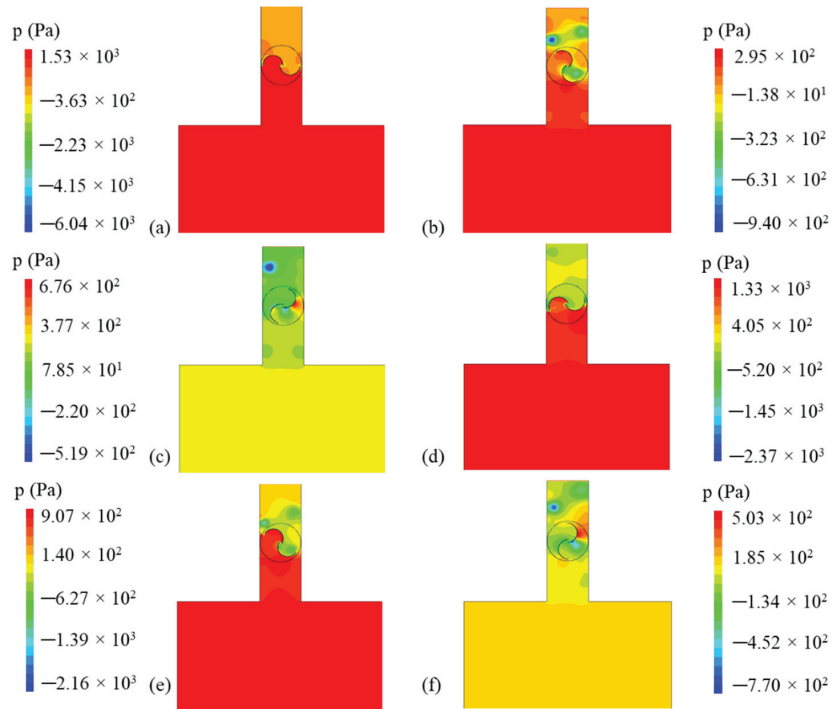 p (Pa)
1.53 × 10³
—3.63 × 10²
—2.23 × 10³
—4.15 × 10³
—6.04 × 10³
(a)
p (Pa)
2.95 × 10²
—1.38 × 10¹
—3.23 × 10²
—6.31 × 10²
—9.40 × 10²
(b)
p (Pa)
6.76 × 10²
3.77 × 10²
7.85 × 10¹
—2.20 × 10²
—5.19 × 10²
(c)
p (Pa)
1.33 × 10³
4.05 × 10²
—5.20 × 10²
—1.45 × 10³
—2.37 × 10³
(d)
p (Pa)
9.07 × 10²
1.40 × 10²
—6.27 × 10²
—1.39 × 10³
—2.16 × 10³
(e)
p (Pa)
5.03 × 10²
1.85 × 10²
—1.34 × 10²
—4.52 × 10²
—7.70 × 10²
(f)